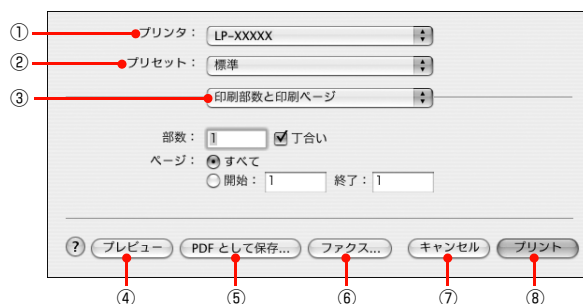 ① プリンタ： LP-XXXXX
② プリセット： 標準
③ 印刷部数と印刷ページ
部数： 1 丁合い
ページ： すべて
開始： 1 終了： 1
? プレビュー PDF として保存... ファクス... キャンセル プリント
④ ⑤ ⑥ ⑦ ⑧